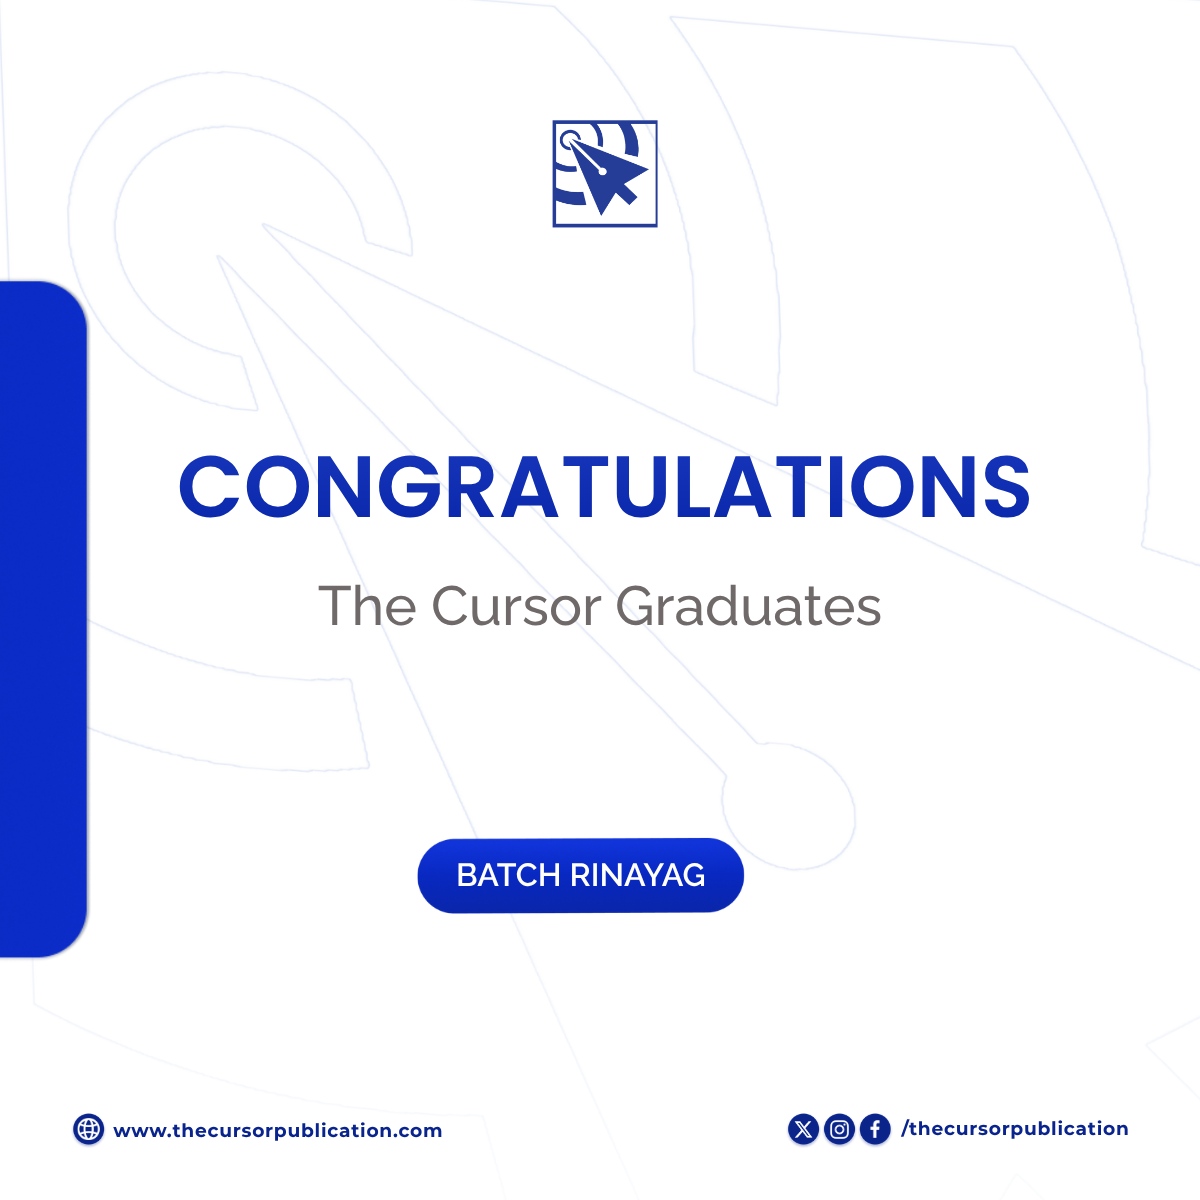 CONGRATULATIONS
The Cursor Graduates
BATCH RINAYAG
www.thecursorpublication.com
/thecursorpublication